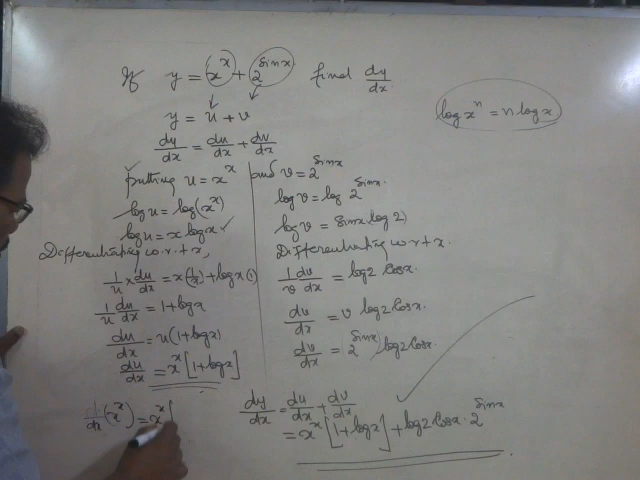 If y = x^x + 2^sinx find dy/dx
log x^n = n log x
y = u + v
dy/dx = du/dx + dv/dx
putting u = x^x
log u = log(x^x)
log u = x log x
Differentiating w.r.t x,
1/u × du/dx = x(1/x) + log x (1)
1/u du/dx = 1 + log x
du/dx = u(1 + log x)
du/dx = x^x [1 + log x]
and v = 2^sinx
log v = log 2^sinx.
log v = sinx log 2)
Differentiating w.r.t x.
1/v dv/dx = log2 cosx.
dv/dx = v log2 cosx.
dv/dx = 2^sinx) log2 cosx.
d/dx (x^x) = x^x [
dy/dx = du/dx + dv/dx
= x^x [1 + log x] + log2 cosx . 2^sinx